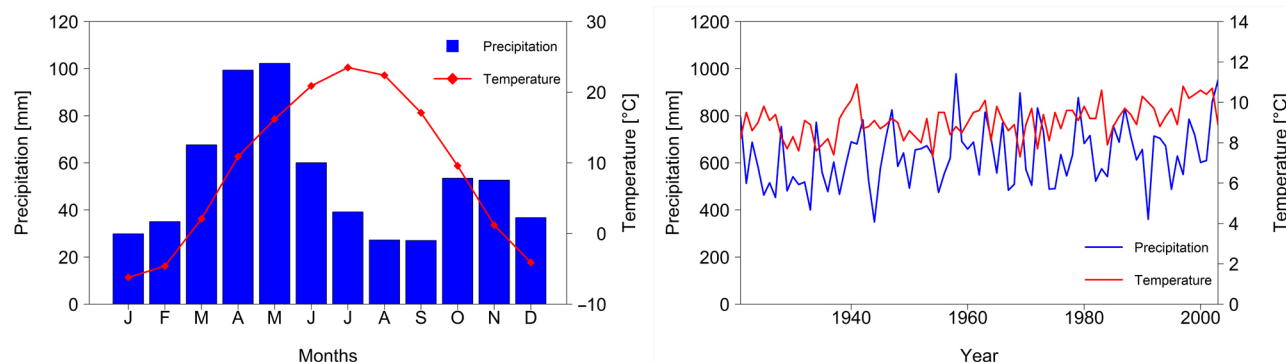 120
100
80
60
40
20
0
Precipitation [mm]
30
20
10
0
−10
Temperature [°C]
Precipitation
Temperature
J F M A M J J A S O N D
Months
1200
1000
800
600
400
200
0
Precipitation [mm]
14
12
10
8
6
4
2
0
Temperature [°C]
Precipitation
Temperature
1940 1960 1980 2000
Year